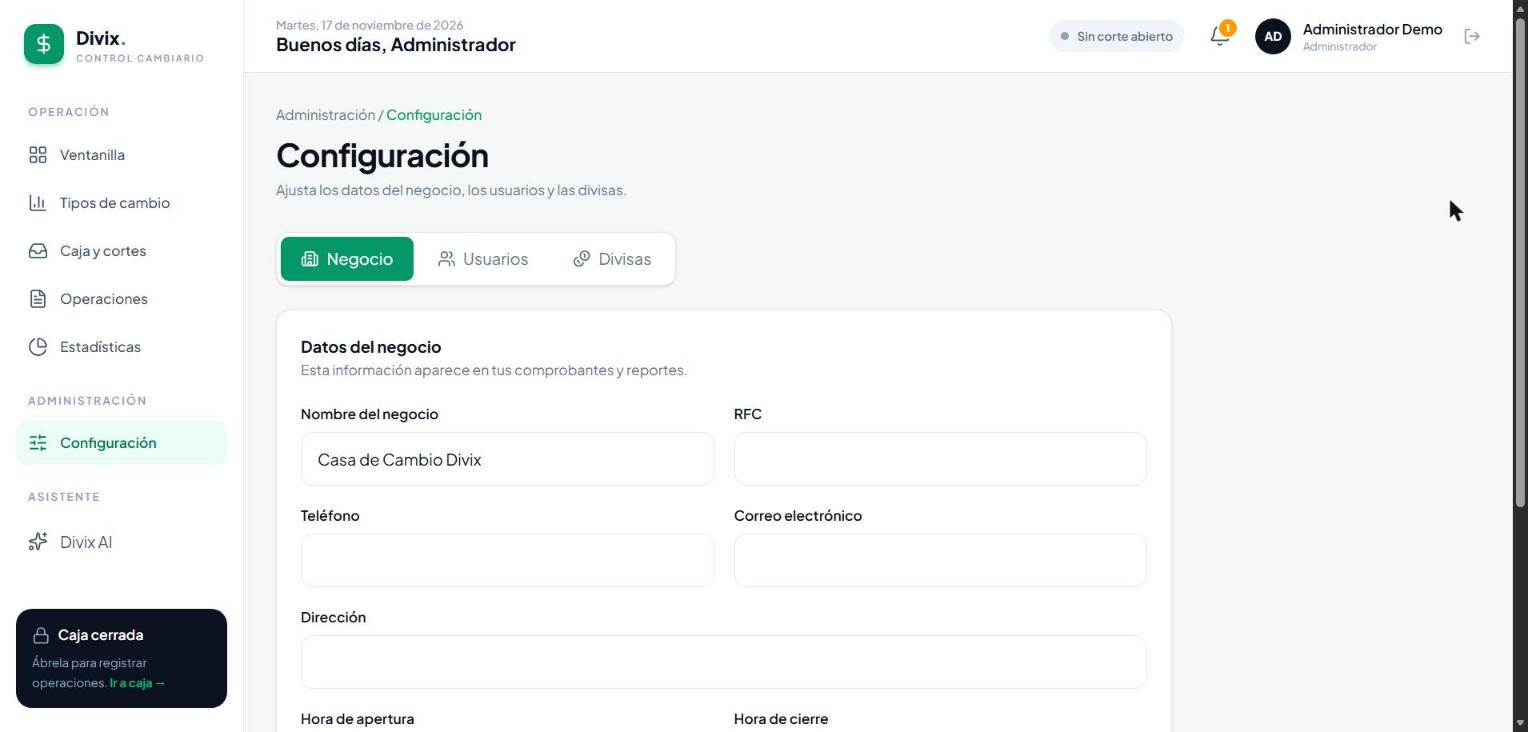 Divix.
CONTROL CAMBIARIO
OPERACIÓN
Ventanilla
Tipos de cambio
Caja y cortes
Operaciones
Estadísticas
ADMINISTRACIÓN
Configuración
ASISTENTE
Divix AI
Caja cerrada
Ábrela para registrar
operaciones. Ir a caja →
Martes, 17 de noviembre de 2026
Buenos días, Administrador
Sin corte abierto
1
AD
Administrador Demo
Administrador
Administración / Configuración
Configuración
Ajusta los datos del negocio, los usuarios y las divisas.
Negocio
Usuarios
Divisas
Datos del negocio
Esta información aparece en tus comprobantes y reportes.
Nombre del negocio
RFC
Casa de Cambio Divix
Teléfono
Correo electrónico
Dirección
Hora de apertura
Hora de cierre